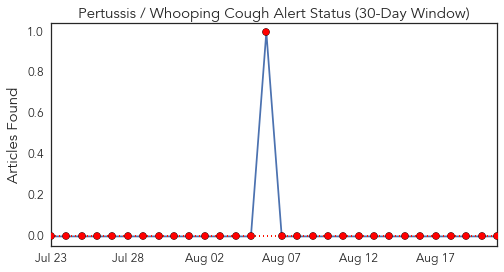 Pertussis / Whooping Cough Alert Status (30-Day Window)
Articles Found
1.0
0.8
0.6
0.4
0.2
0.0
Jul 23 Jul 28 Aug 02 Aug 07 Aug 12 Aug 17